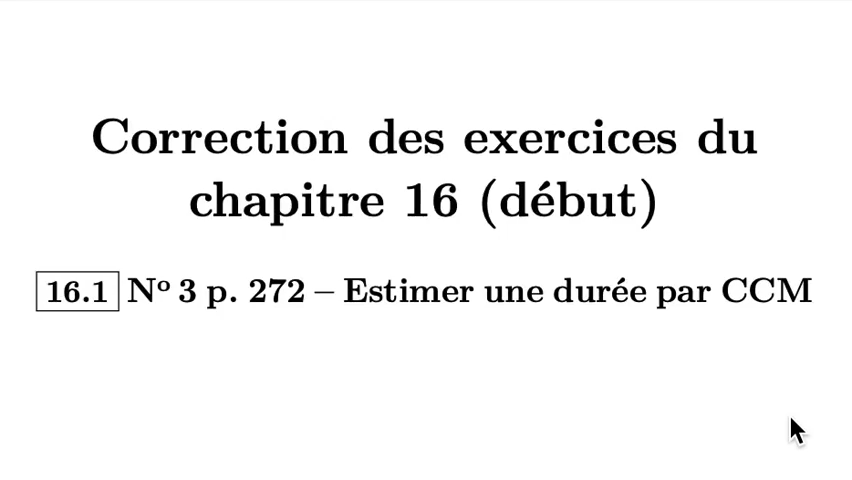 Correction des exercices du
chapitre 16 (début)
16.1 Nº 3 p. 272 – Estimer une durée par CCM